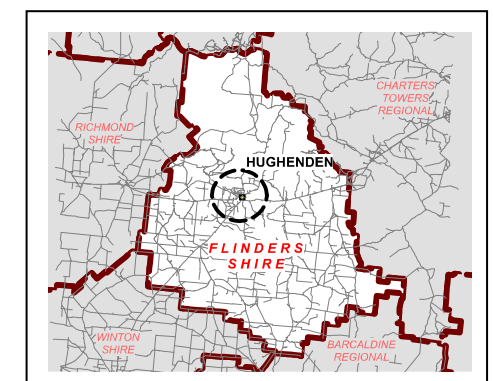 CHARTERS
TOWERS
REGIONAL
RICHMOND
SHIRE
HUGHENDEN
FLINDERS
SHIRE
WINTON
SHIRE
BARCALDINE
REGIONAL